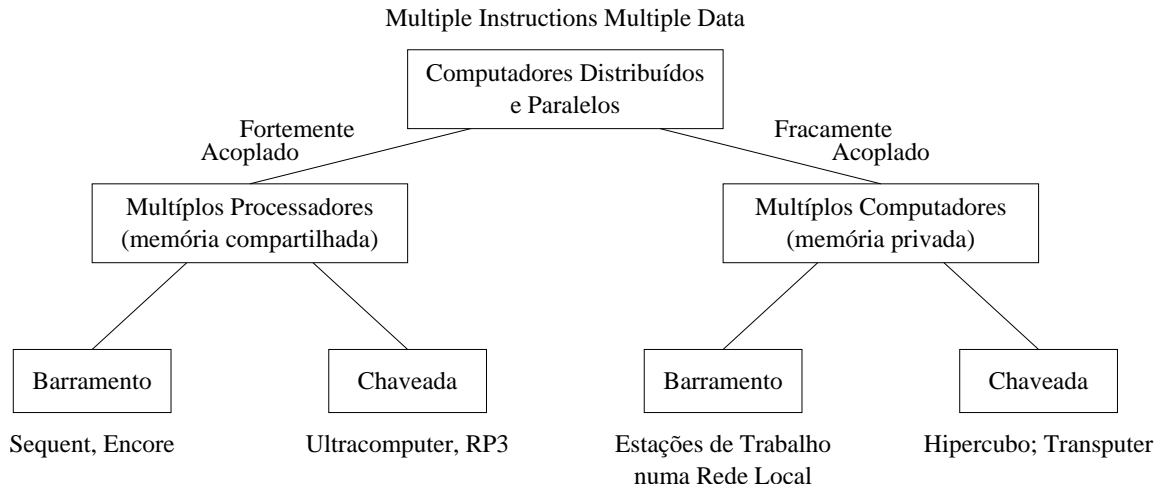 Multiple Instructions Multiple Data
Computadores Distribuídos
e Paralelos
Fortemente
Acoplado
Fracamente
Acoplado
Multíplos Processadores
(memória compartilhada)
Multíplos Computadores
(memória privada)
Barramento
Chaveada
Barramento
Chaveada
Sequent, Encore
Ultracomputer, RP3
Estações de Trabalho
numa Rede Local
Hipercubo; Transputer